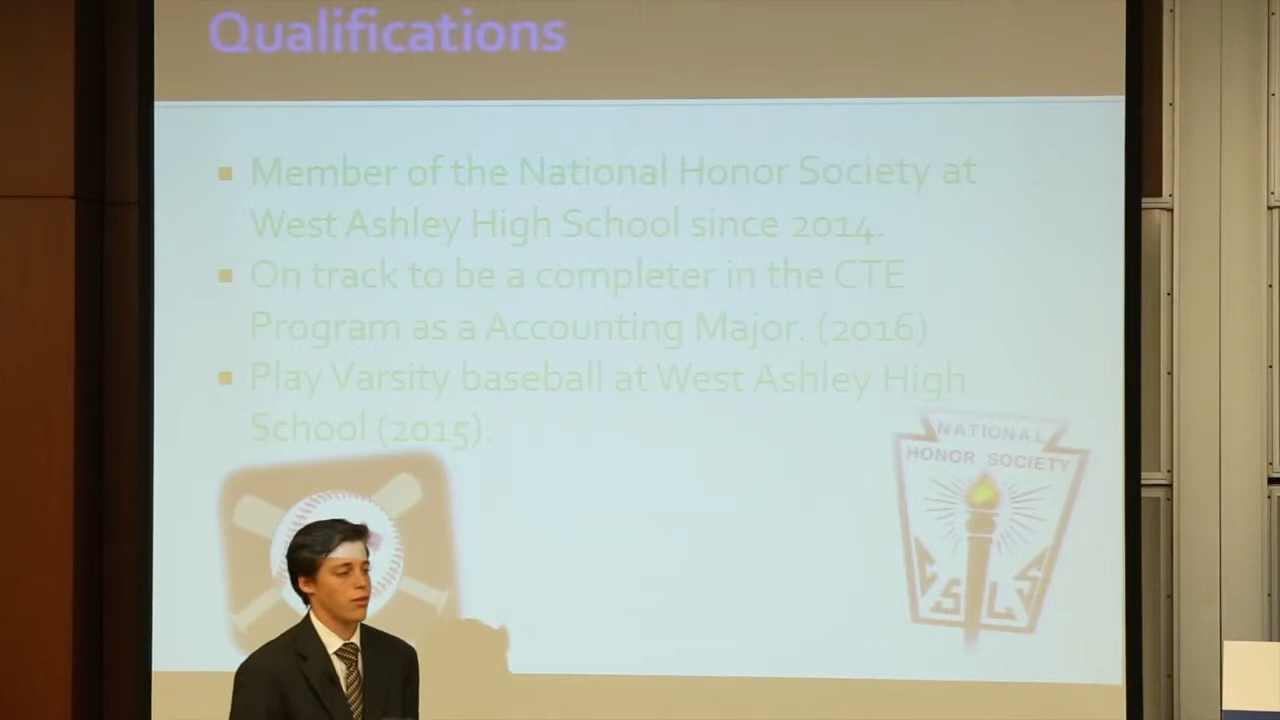 Qualifications
Member of the National Honor Society at
West Ashley High School since 2014.
On track to be a completer in the CTE
Program as a Accounting Major. (2016)
Play Varsity baseball at West Ashley High
School (2015).
NATIONAL
HONOR SOCIETY
C S L S